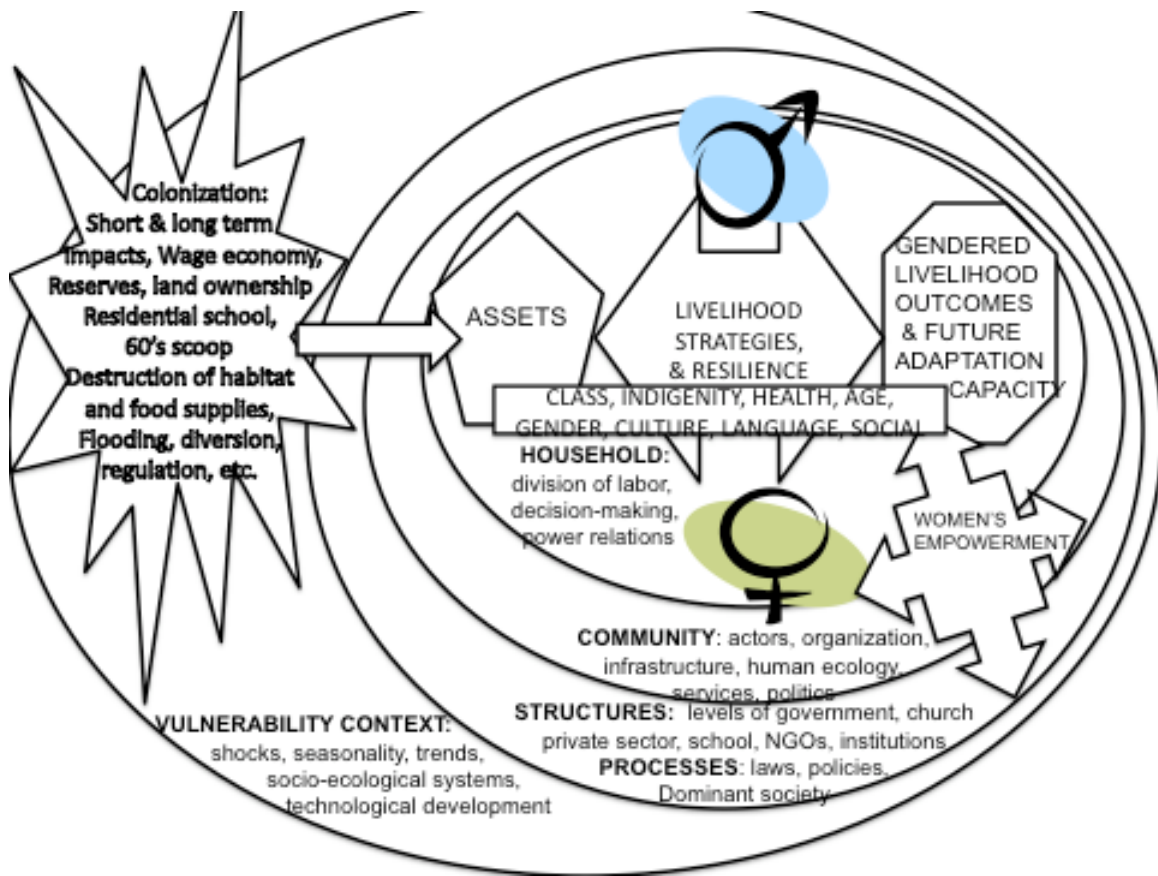 Colonization:
Short & long term
impacts, Wage economy,
Reserves, land ownership
Residential school,
60's scoop
Destruction of habitat
and food supplies,
Flooding, diversion,
regulation, etc.
ASSETS
LIVELIHOOD
STRATEGIES,
& RESILIENCE
GENDERED
LIVELIHOOD
OUTCOMES
& FUTURE
ADAPTATION
CAPACITY
CLASS, INDIGENITY, HEALTH, AGE,
GENDER, CULTURE, LANGUAGE, SOCIAL
HOUSEHOLD:
division of labor,
decision-making,
power relations
WOMEN'S
EMPOWERMENT
COMMUNITY: actors, organization,
infrastructure, human ecology,
services, politics
STRUCTURES: levels of government, church
private sector, school, NGOs, institutions
PROCESSES: laws, policies,
Dominant society
VULNERABILITY CONTEXT:
shocks, seasonality, trends,
socio-ecological systems,
technological development